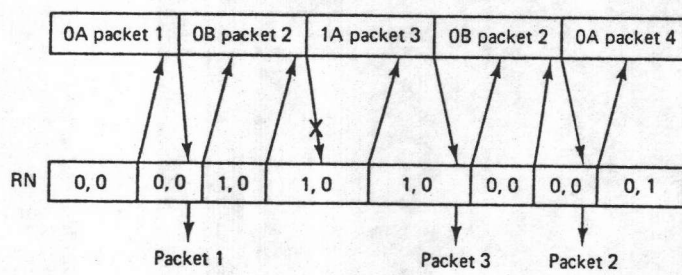 0A packet 1 0B packet 2 1A packet 3 0B packet 2 0A packet 4
RN 0, 0 0, 0 1, 0 1, 0 1, 0 0, 0 0, 0 0, 1
Packet 1 Packet 3 Packet 2